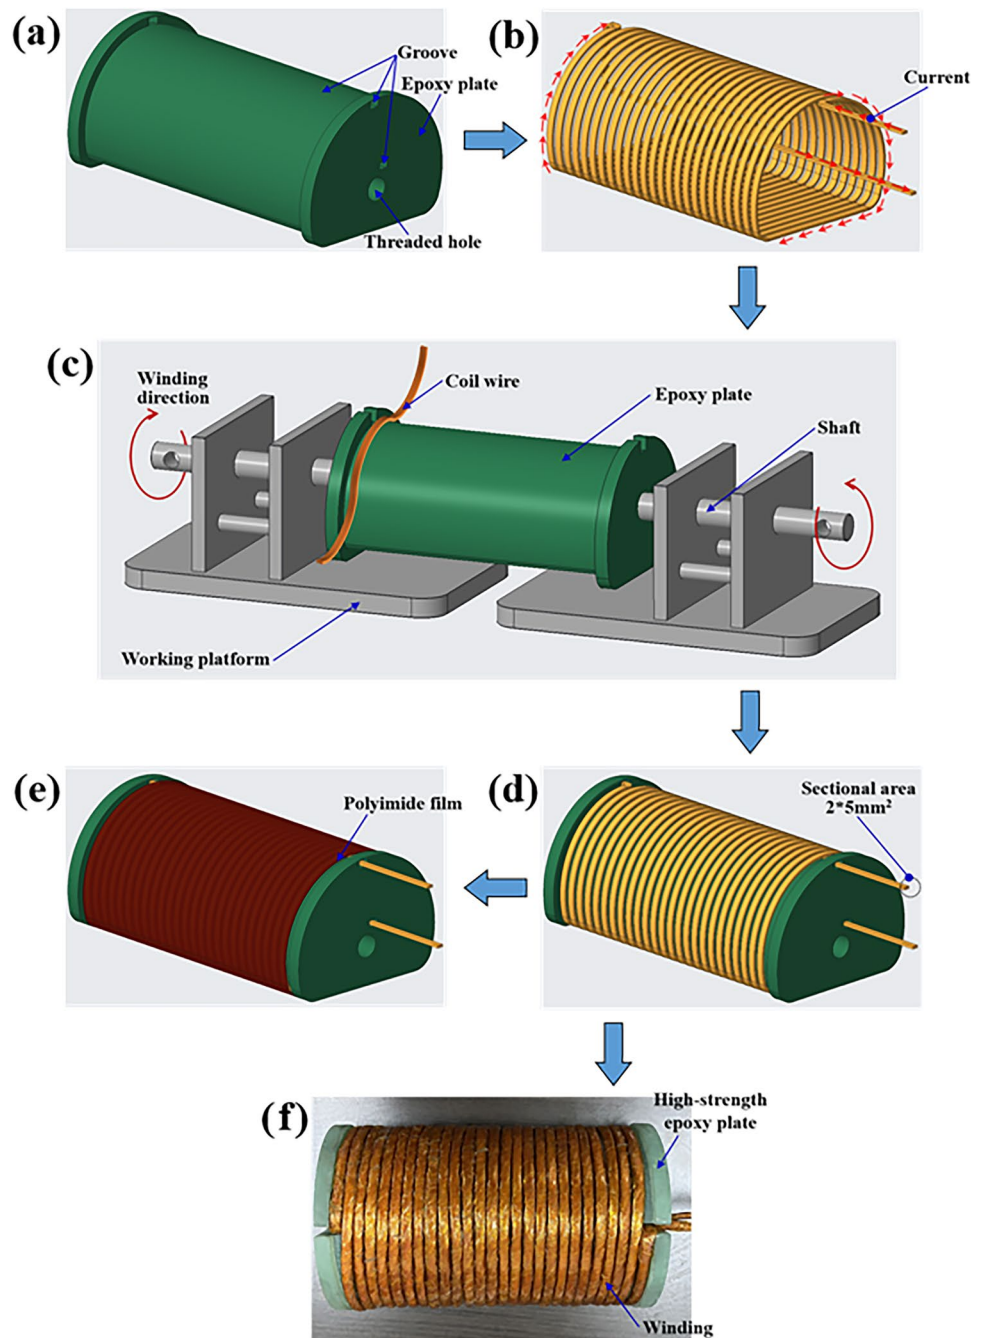 (a)
Groove
Epoxy plate
Threaded hole
(b)
Current
(c)
Winding
direction
Coil wire
Epoxy plate
Shaft
Working platform
(e)
Polyimide film
(d)
Sectional area
2*5mm²
(f)
High-strength
epoxy plate
Winding